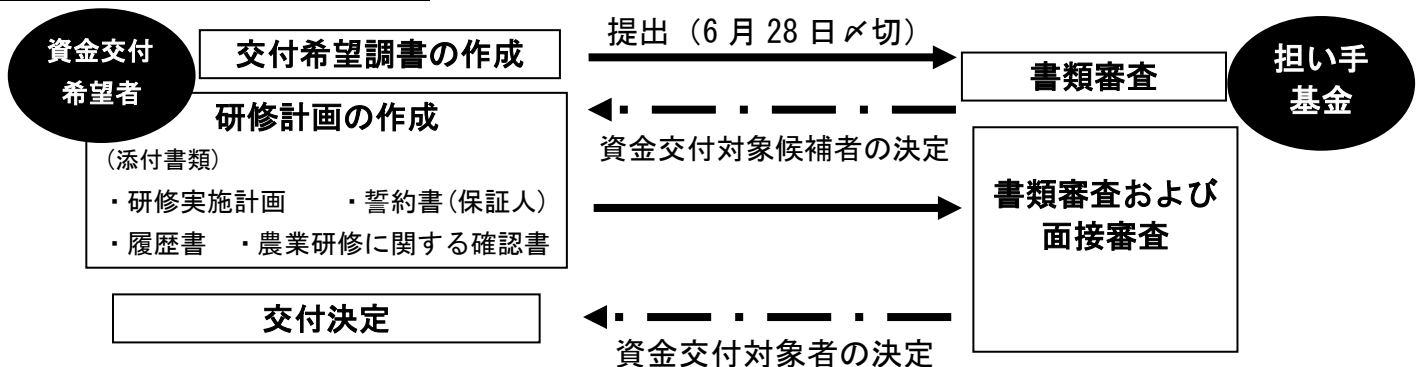 資金交付
希望者
交付希望調書の作成
提出（6月28日〆切）
書類審査
担い手
基金
研修計画の作成
(添付書類)
・研修実施計画　・誓約書(保証人)
・履歴書　・農業研修に関する確認書
資金交付対象候補者の決定
書類審査および
面接審査
交付決定
資金交付対象者の決定